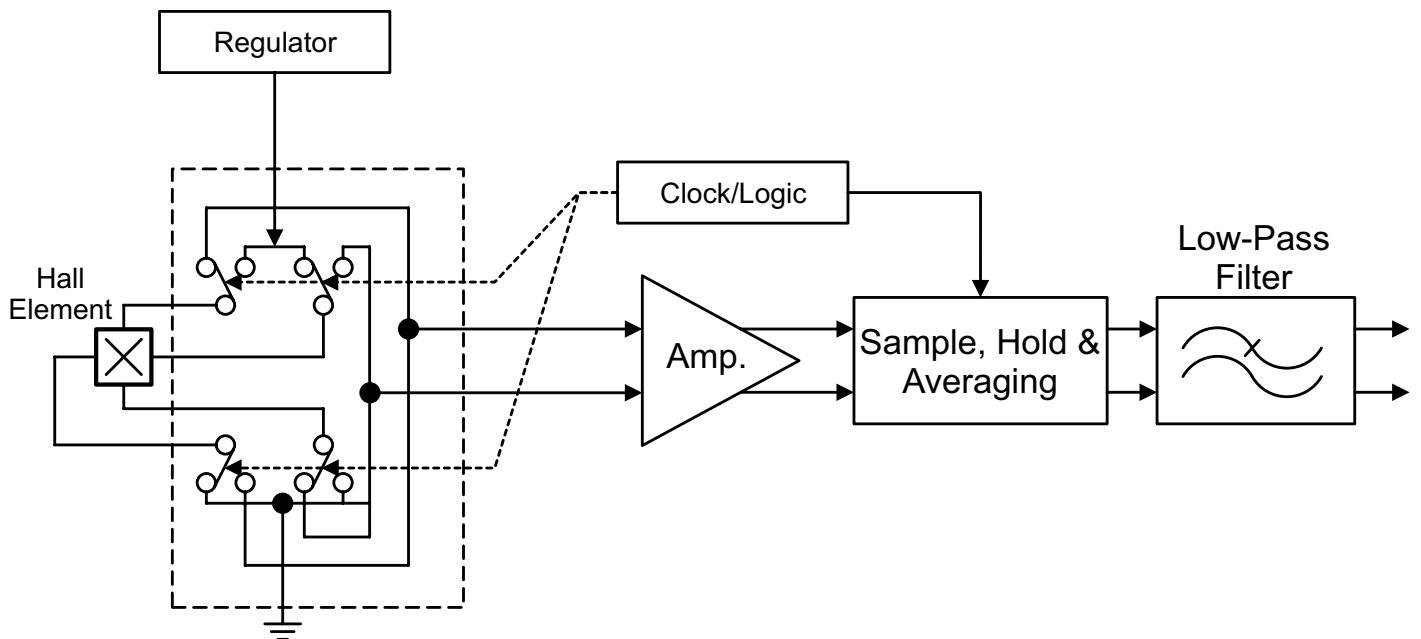 Regulator
Clock/Logic
Low-Pass
Filter
Hall
Element
Amp.
Sample, Hold &
Averaging